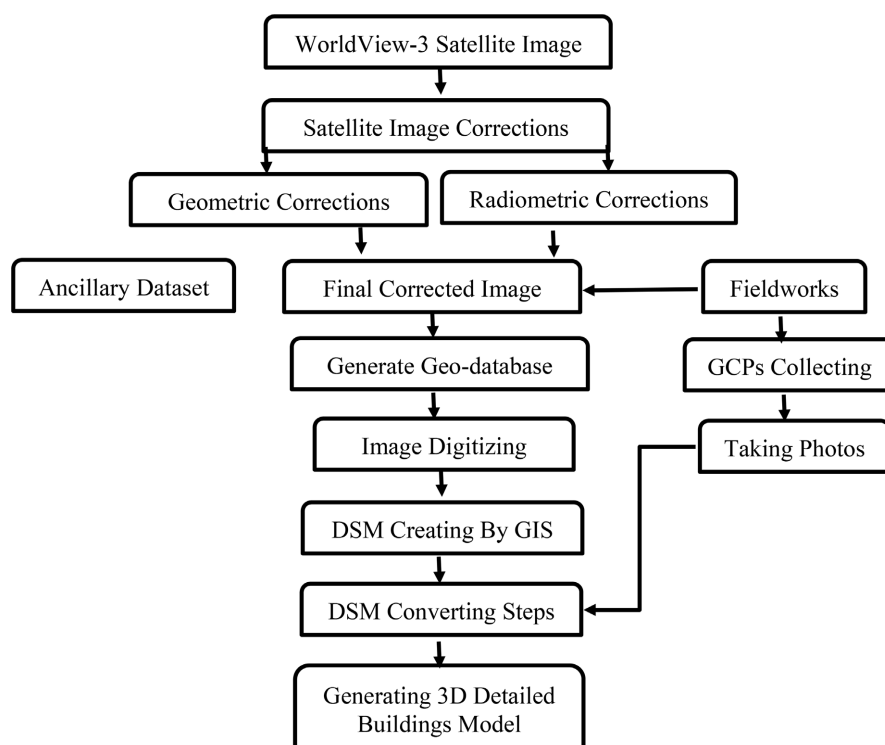 WorldView-3 Satellite Image
Satellite Image Corrections
Geometric Corrections
Radiometric Corrections
Ancillary Dataset
Final Corrected Image
Fieldworks
Generate Geo-database
GCPs Collecting
Image Digitizing
Taking Photos
DSM Creating By GIS
DSM Converting Steps
Generating 3D Detailed
Buildings Model